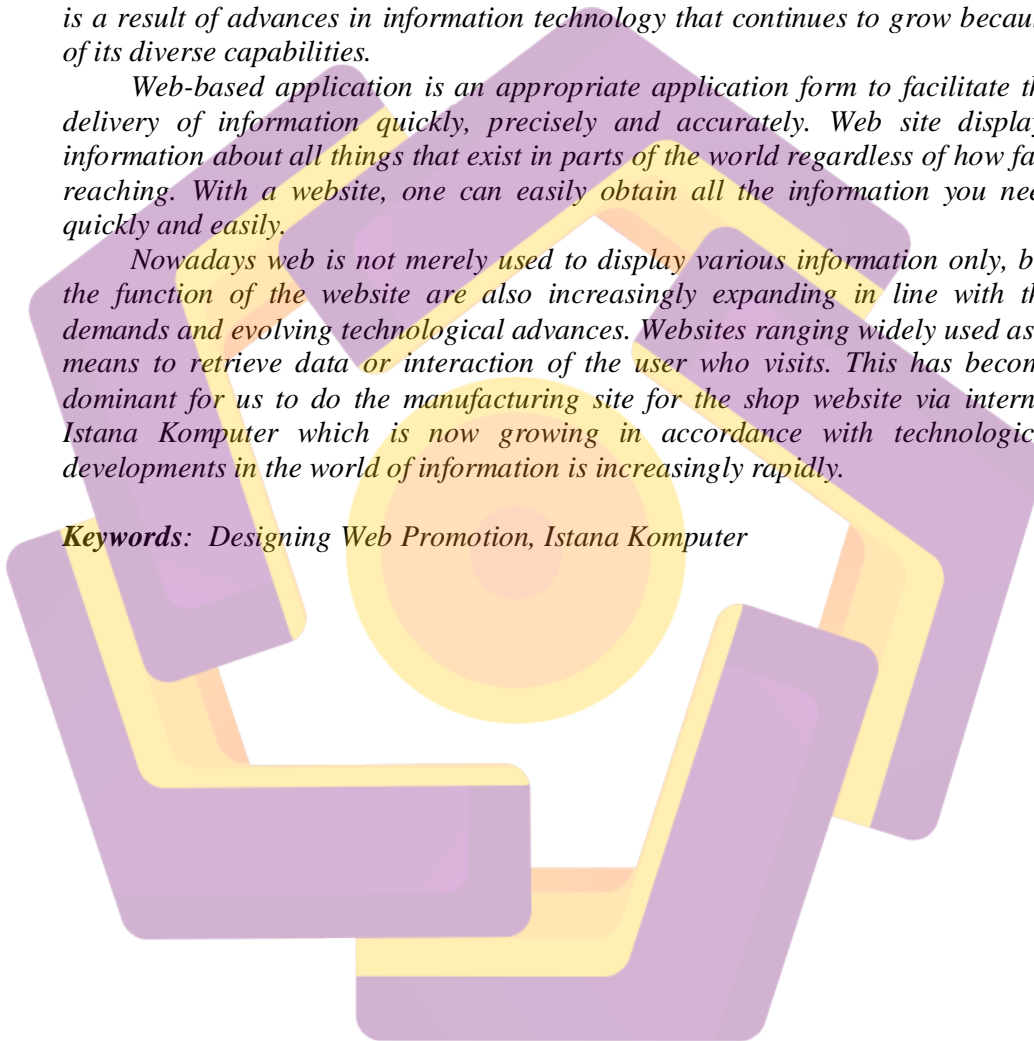 is a result of advances in information technology that continues to grow becau
of its diverse capabilities.
Web-based application is an appropriate application form to facilitate th
delivery of information quickly, precisely and accurately. Web site display
information about all things that exist in parts of the world regardless of how fa
reaching. With a website, one can easily obtain all the information you nee
quickly and easily.
Nowadays web is not merely used to display various information only, b
the function of the website are also increasingly expanding in line with th
demands and evolving technological advances. Websites ranging widely used as
means to retrieve data or interaction of the user who visits. This has becom
dominant for us to do the manufacturing site for the shop website via intern
Istana Komputer which is now growing in accordance with technologic
developments in the world of information is increasingly rapidly.
Keywords: Designing Web Promotion, Istana Komputer